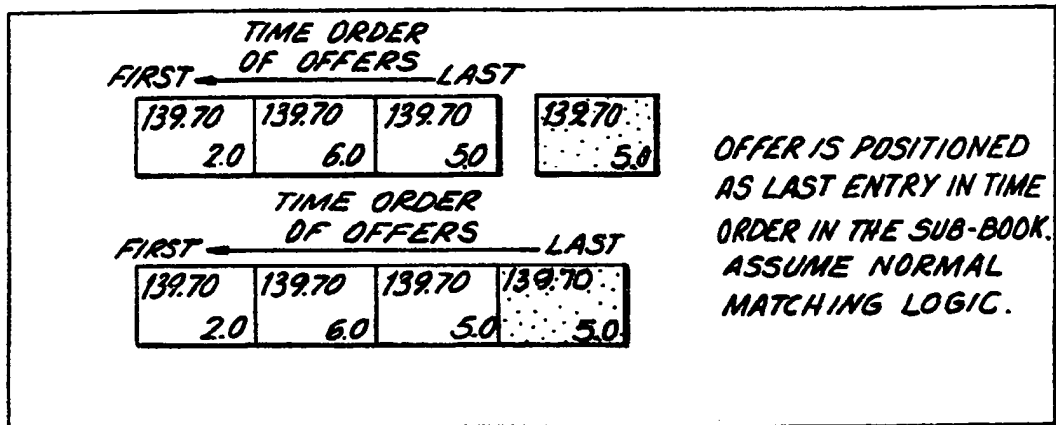 TIME ORDER
OF OFFERS
FIRST LAST
139.70 139.70 139.70 139.70
2.0 6.0 5.0 5.0
TIME ORDER
OF OFFERS
FIRST LAST
139.70 139.70 139.70 139.70
2.0 6.0 5.0 5.0
OFFER IS POSITIONED
AS LAST ENTRY IN TIME
ORDER IN THE SUB-BOOK.
ASSUME NORMAL
MATCHING LOGIC.